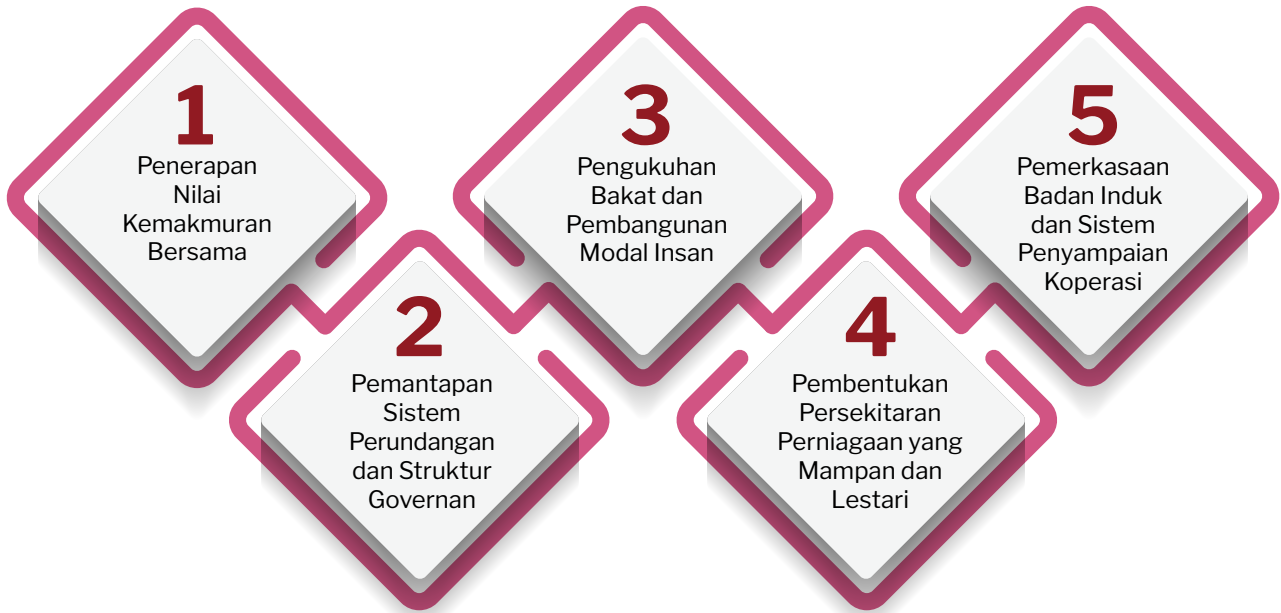 1
Penerapan
Nilai
Kemakmuran
Bersama
2
Pemantapan
Sistem
Perundangan
dan Struktur
Governan
3
Pengukuhan
Bakat dan
Pembangunan
Modal Insan
4
Pembentukan
Persekitaran
Perniagaan yang
Mampan dan
Lestari
5
Pemerkasaan
Badan Induk
dan Sistem
Penyampaian
Koperasi